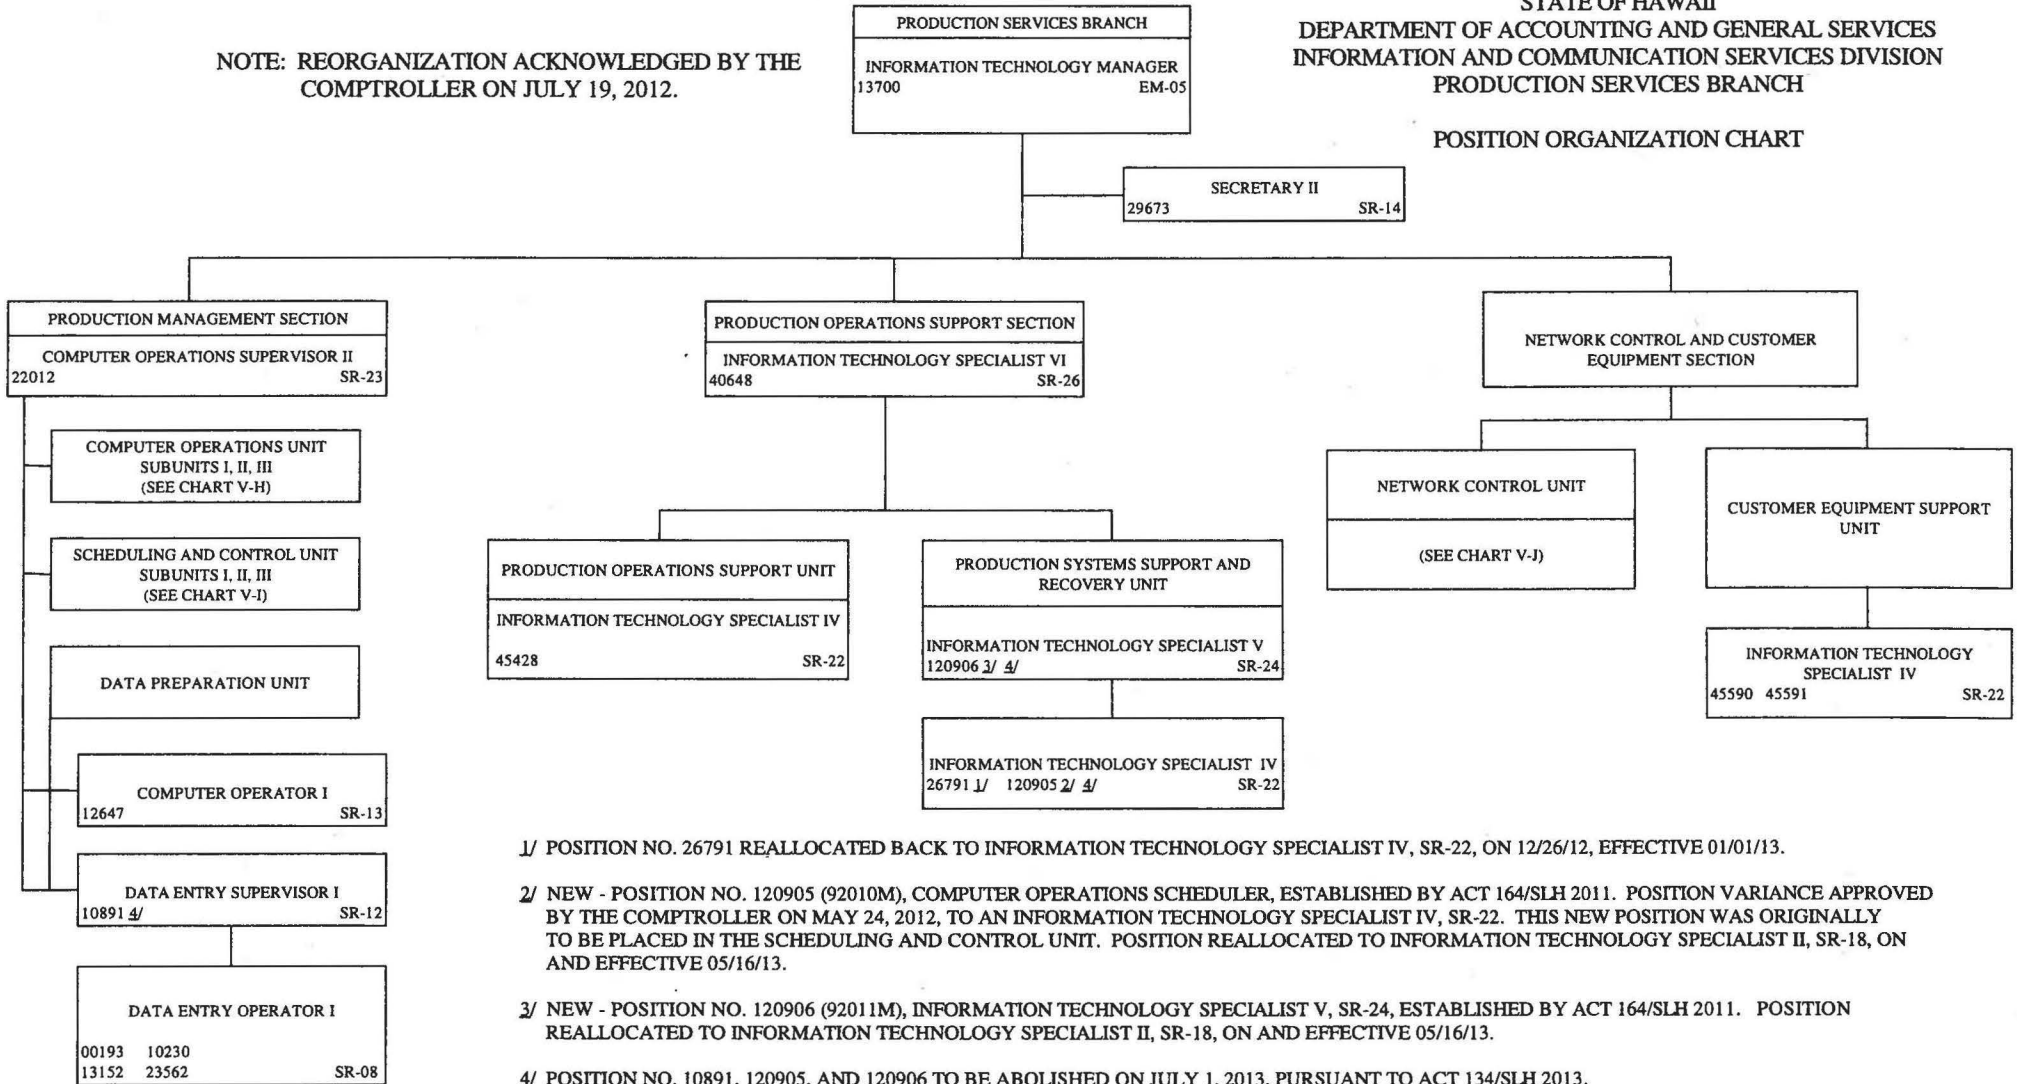 STATE OF HAWAII
DEPARTMENT OF ACCOUNTING AND GENERAL SERVICES
INFORMATION AND COMMUNICATION SERVICES DIVISION
PRODUCTION SERVICES BRANCH
POSITION ORGANIZATION CHART
NOTE: REORGANIZATION ACKNOWLEDGED BY THE
COMPTROLLER ON JULY 19, 2012.
PRODUCTION SERVICES BRANCH
INFORMATION TECHNOLOGY MANAGER
13700 EM-05
SECRETARY II
29673 SR-14
PRODUCTION MANAGEMENT SECTION
COMPUTER OPERATIONS SUPERVISOR II
22012 SR-23
COMPUTER OPERATIONS UNIT
SUBUNITS I, II, III
(SEE CHART V-H)
SCHEDULING AND CONTROL UNIT
SUBUNITS I, II, III
(SEE CHART V-I)
DATA PREPARATION UNIT
COMPUTER OPERATOR I
12647 SR-13
DATA ENTRY SUPERVISOR I
10891 4/ SR-12
DATA ENTRY OPERATOR I
00193 10230
13152 23562 SR-08
PRODUCTION OPERATIONS SUPPORT SECTION
INFORMATION TECHNOLOGY SPECIALIST VI
40648 SR-26
PRODUCTION OPERATIONS SUPPORT UNIT
INFORMATION TECHNOLOGY SPECIALIST IV
45428 SR-22
PRODUCTION SYSTEMS SUPPORT AND
RECOVERY UNIT
INFORMATION TECHNOLOGY SPECIALIST V
120906 3/ 4/ SR-24
INFORMATION TECHNOLOGY SPECIALIST IV
26791 1/ 120905 2/ 4/ SR-22
NETWORK CONTROL AND CUSTOMER
EQUIPMENT SECTION
NETWORK CONTROL UNIT
(SEE CHART V-J)
CUSTOMER EQUIPMENT SUPPORT
UNIT
INFORMATION TECHNOLOGY
SPECIALIST IV
45590 45591 SR-22
1/ POSITION NO. 26791 REALLOCATED BACK TO INFORMATION TECHNOLOGY SPECIALIST IV, SR-22, ON 12/26/12, EFFECTIVE 01/01/13.
2/ NEW - POSITION NO. 120905 (92010M), COMPUTER OPERATIONS SCHEDULER, ESTABLISHED BY ACT 164/SLH 2011. POSITION VARIANCE APPROVED
BY THE COMPTROLLER ON MAY 24, 2012, TO AN INFORMATION TECHNOLOGY SPECIALIST IV, SR-22. THIS NEW POSITION WAS ORIGINALLY
TO BE PLACED IN THE SCHEDULING AND CONTROL UNIT. POSITION REALLOCATED TO INFORMATION TECHNOLOGY SPECIALIST II, SR-18, ON
AND EFFECTIVE 05/16/13.
3/ NEW - POSITION NO. 120906 (92011M), INFORMATION TECHNOLOGY SPECIALIST V, SR-24, ESTABLISHED BY ACT 164/SLH 2011. POSITION
REALLOCATED TO INFORMATION TECHNOLOGY SPECIALIST II, SR-18, ON AND EFFECTIVE 05/16/13.
4/ POSITION NO. 10891, 120905, AND 120906 TO BE ABOLISHED ON JULY 1, 2013, PURSUANT TO ACT 134/SLH 2013.